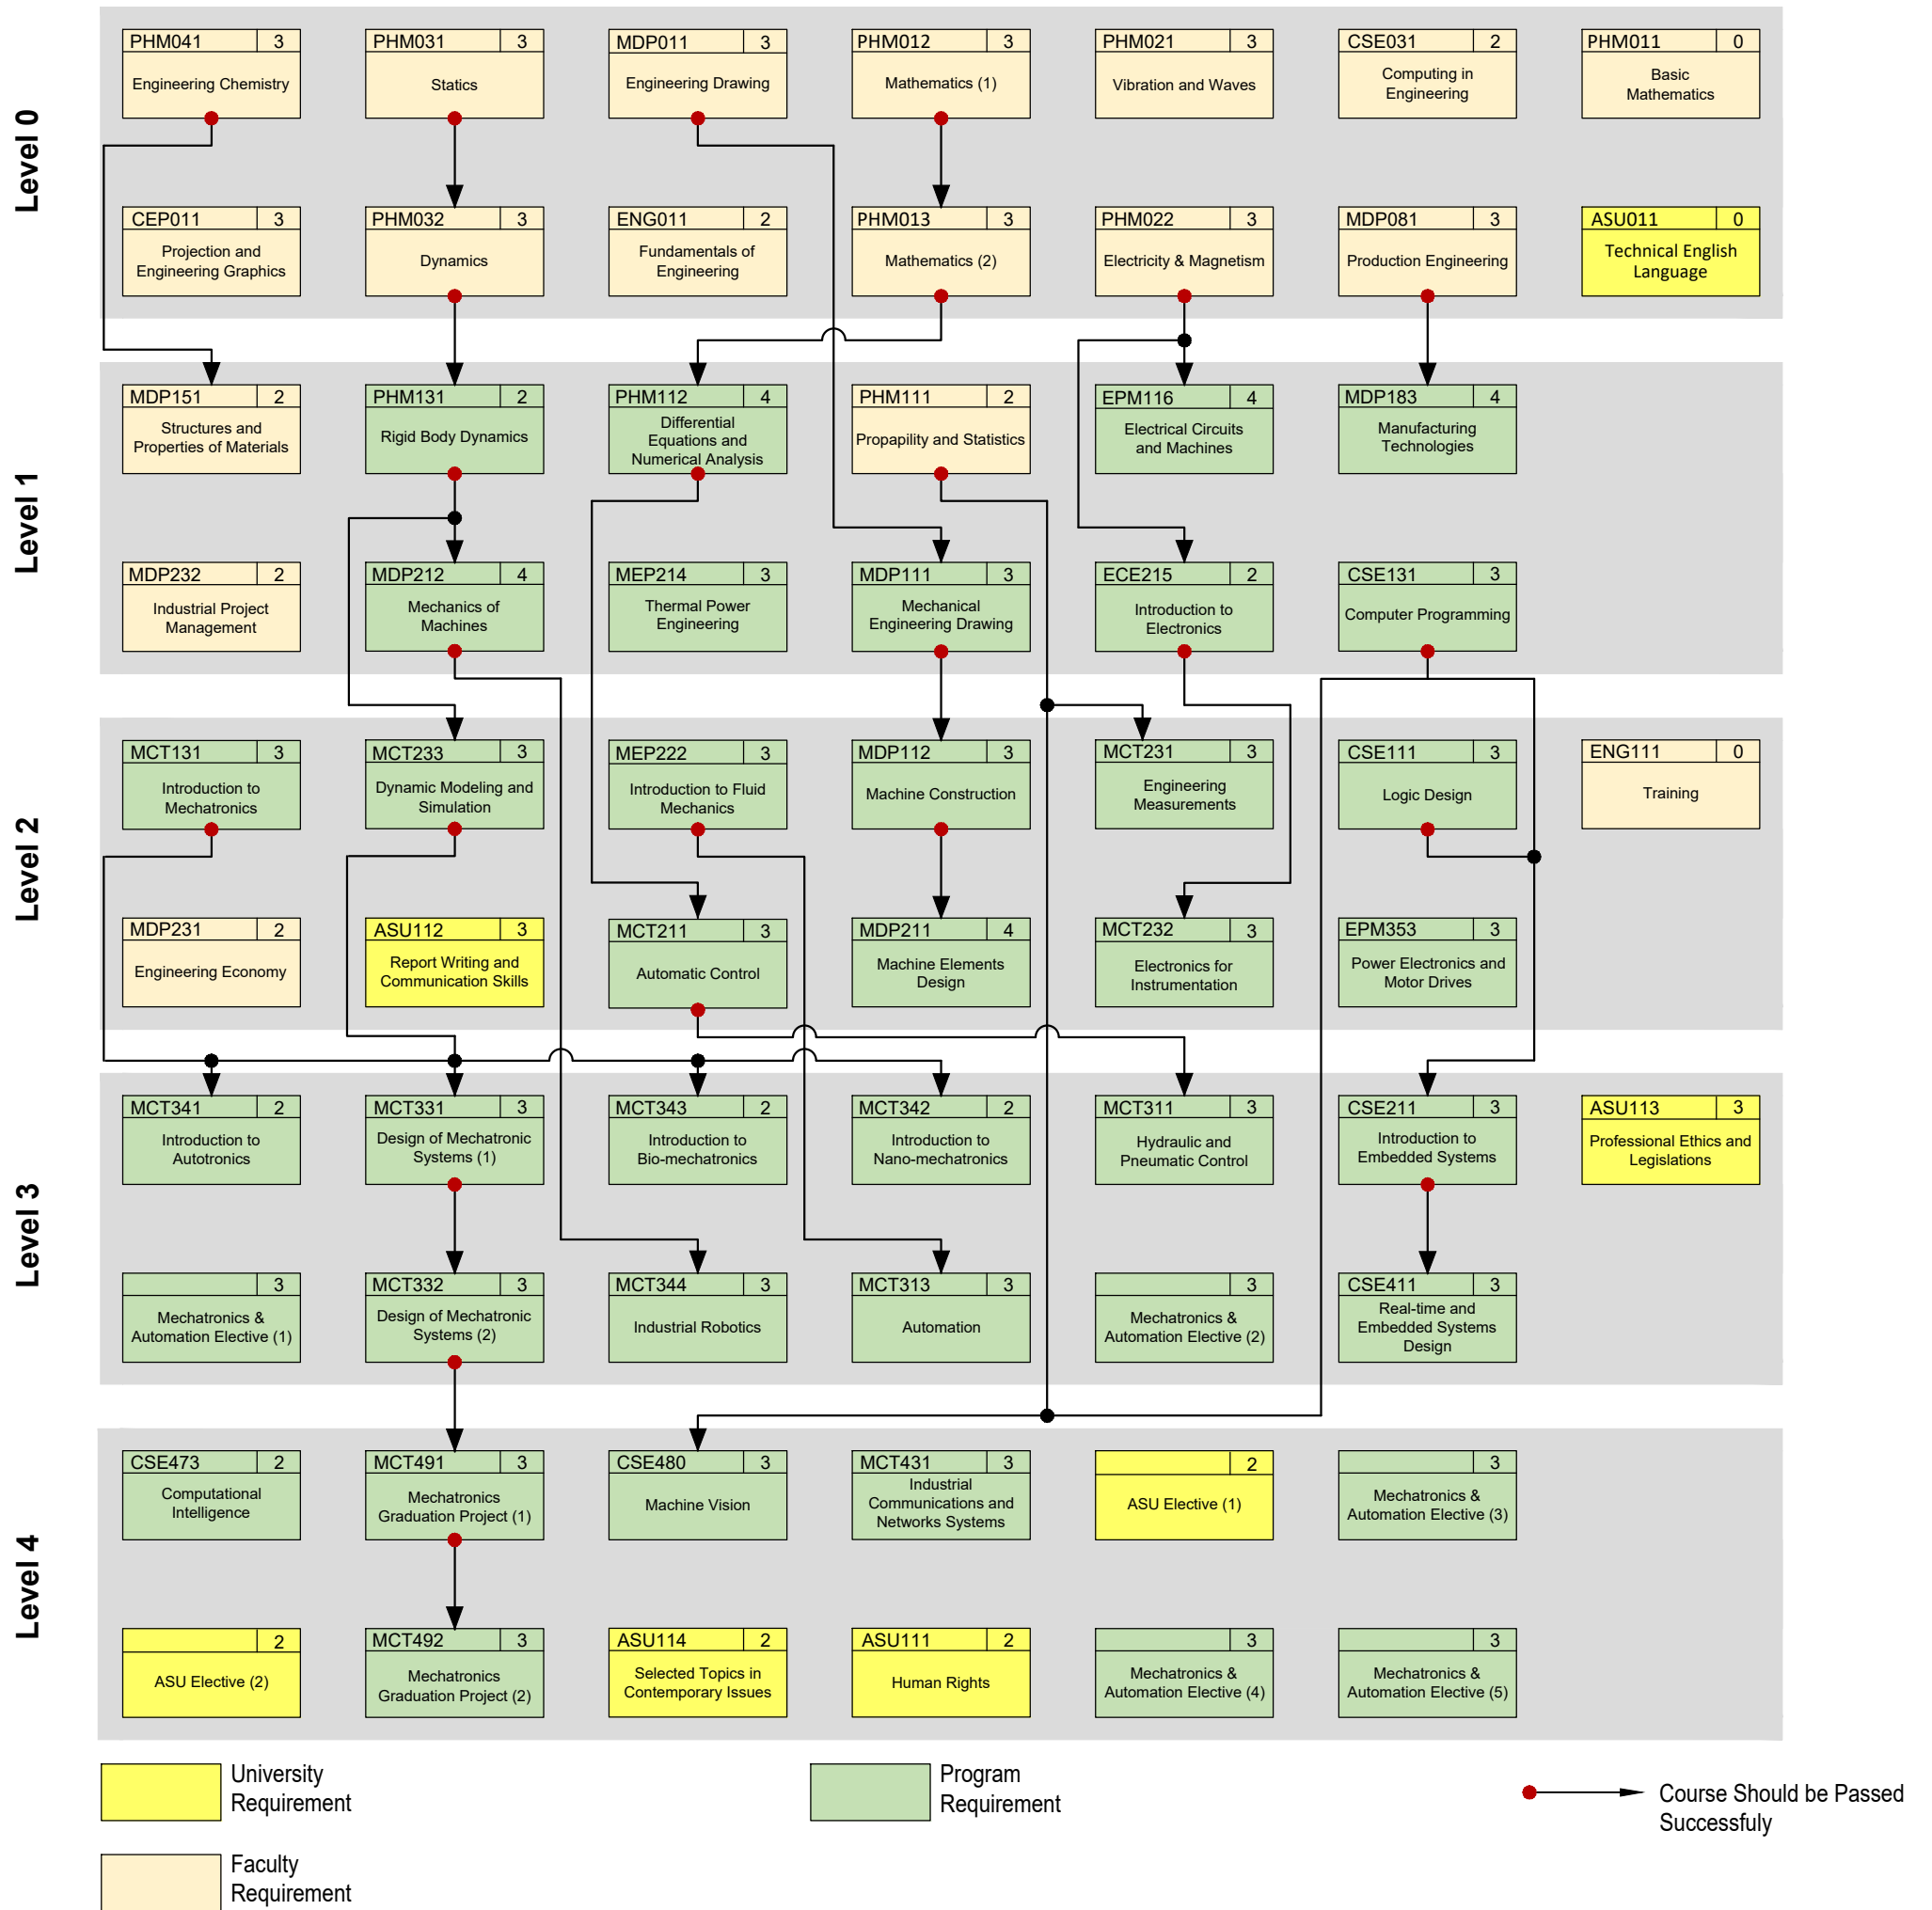 Level 0
PHM041 3
Engineering Chemistry
PHM031 3
Statics
MDP011 3
Engineering Drawing
PHM012 3
Mathematics (1)
PHM021 3
Vibration and Waves
CSE031 2
Computing in
Engineering
PHM011 0
Basic
Mathematics
CEP011 3
Projection and
Engineering Graphics
PHM032 3
Dynamics
ENG011 2
Fundamentals of
Engineering
PHM013 3
Mathematics (2)
PHM022 3
Electricity & Magnetism
MDP081 3
Production Engineering
ASU011 0
Technical English
Language
Level 1
MDP151 2
Structures and
Properties of Materials
PHM131 2
Rigid Body Dynamics
PHM112 4
Differential
Equations and
Numerical Analysis
PHM111 2
Propapility and Statistics
EPM116 4
Electrical Circuits
and Machines
MDP183 4
Manufacturing
Technologies
MDP232 2
Industrial Project
Management
MDP212 4
Mechanics of
Machines
MEP214 3
Thermal Power
Engineering
MDP111 3
Mechanical
Engineering Drawing
ECE215 2
Introduction to
Electronics
CSE131 3
Computer Programming
Level 2
MCT131 3
Introduction to
Mechatronics
MCT233 3
Dynamic Modeling and
Simulation
MEP222 3
Introduction to Fluid
Mechanics
MDP112 3
Machine Construction
MCT231 3
Engineering
Measurements
CSE111 3
Logic Design
ENG111 0
Training
MDP231 2
Engineering Economy
ASU112 3
Report Writing and
Communication Skills
MCT211 3
Automatic Control
MDP211 4
Machine Elements
Design
MCT232 3
Electronics for
Instrumentation
EPM353 3
Power Electronics and
Motor Drives
Level 3
MCT341 2
Introduction to
Autotronics
MCT331 3
Design of Mechatronic
Systems (1)
MCT343 2
Introduction to
Bio-mechatronics
MCT342 2
Introduction to
Nano-mechatronics
MCT311 3
Hydraulic and
Pneumatic Control
CSE211 3
Introduction to
Embedded Systems
ASU113 3
Professional Ethics and
Legislations
3
Mechatronics &
Automation Elective (1)
MCT332 3
Design of Mechatronic
Systems (2)
MCT344 3
Industrial Robotics
MCT313 3
Automation
3
Mechatronics &
Automation Elective (2)
CSE411 3
Real-time and
Embedded Systems
Design
Level 4
CSE473 2
Computational
Intelligence
MCT491 3
Mechatronics
Graduation Project (1)
CSE480 3
Machine Vision
MCT431 3
Industrial
Communications and
Networks Systems
2
ASU Elective (1)
3
Mechatronics &
Automation Elective (3)
2
ASU Elective (2)
MCT492 3
Mechatronics
Graduation Project (2)
ASU114 2
Selected Topics in
Contemporary Issues
ASU111 2
Human Rights
3
Mechatronics &
Automation Elective (4)
3
Mechatronics &
Automation Elective (5)
University
Requirement
Program
Requirement
Course Should be Passed
Successfuly
Faculty
Requirement